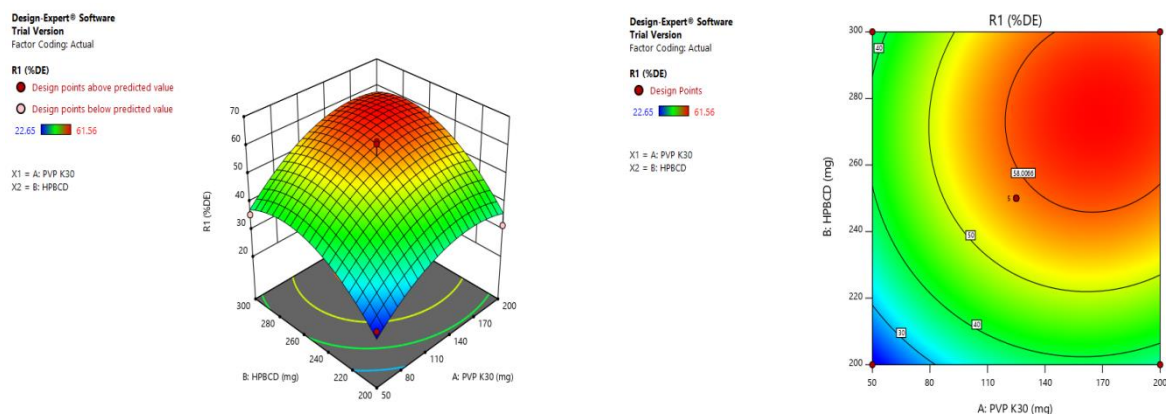 Design-Expert® Software
Trial Version
Factor Coding: Actual
R1 (%DE)
Design points above predicted value
Design points below predicted value
22.65 61.56
X1 = A: PVP K30
X2 = B: HPBCD
R1 (%DE)
70
60
50
40
30
20
300
280
260
240
220
200
B: HPBCD (mg)
50
80
110
140
170
200
A: PVP K30 (mg)
Design-Expert® Software
Trial Version
Factor Coding: Actual
R1 (%DE)
Design Points
22.65 61.56
X1 = A: PVP K30
X2 = B: HPBCD
R1 (%DE)
B: HPBCD (mg)
300
280
260
240
220
200
40
58.0066
5
50
40
30
50 80 110 140 170 200
A: PVP K30 (mg)